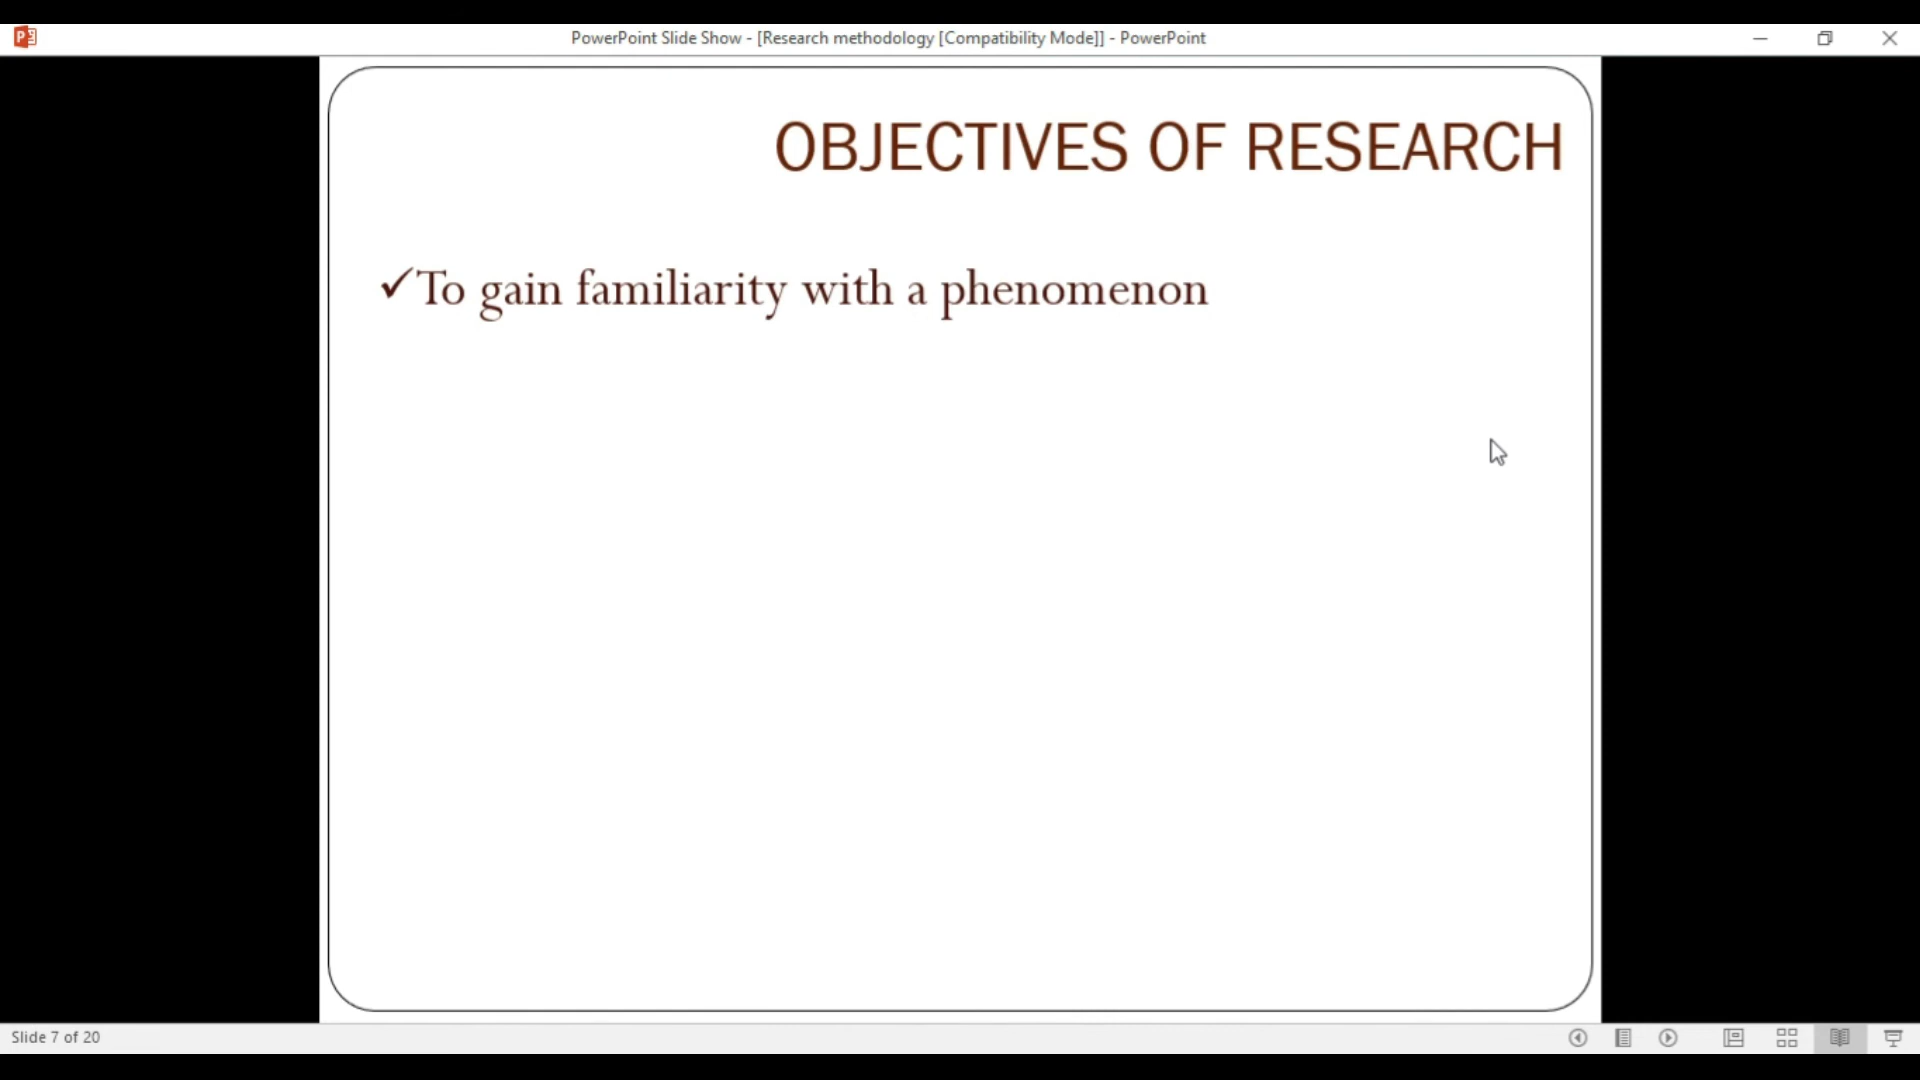 PowerPoint Slide Show - [Research methodology [Compatibility Mode]] - PowerPoint
OBJECTIVES OF RESEARCH
✓To gain familiarity with a phenomenon
Slide 7 of 20